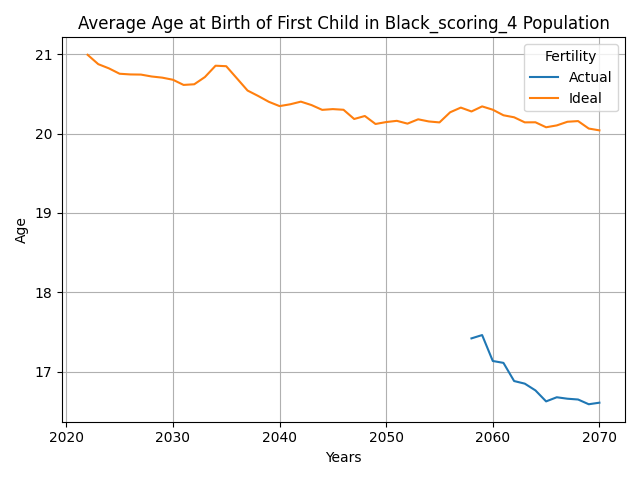 Average Age at Birth of First Child in Black_scoring_4 Population
Fertility
Actual
Ideal
Age
21
20
19
18
17
2020 2030 2040 2050 2060 2070
Years